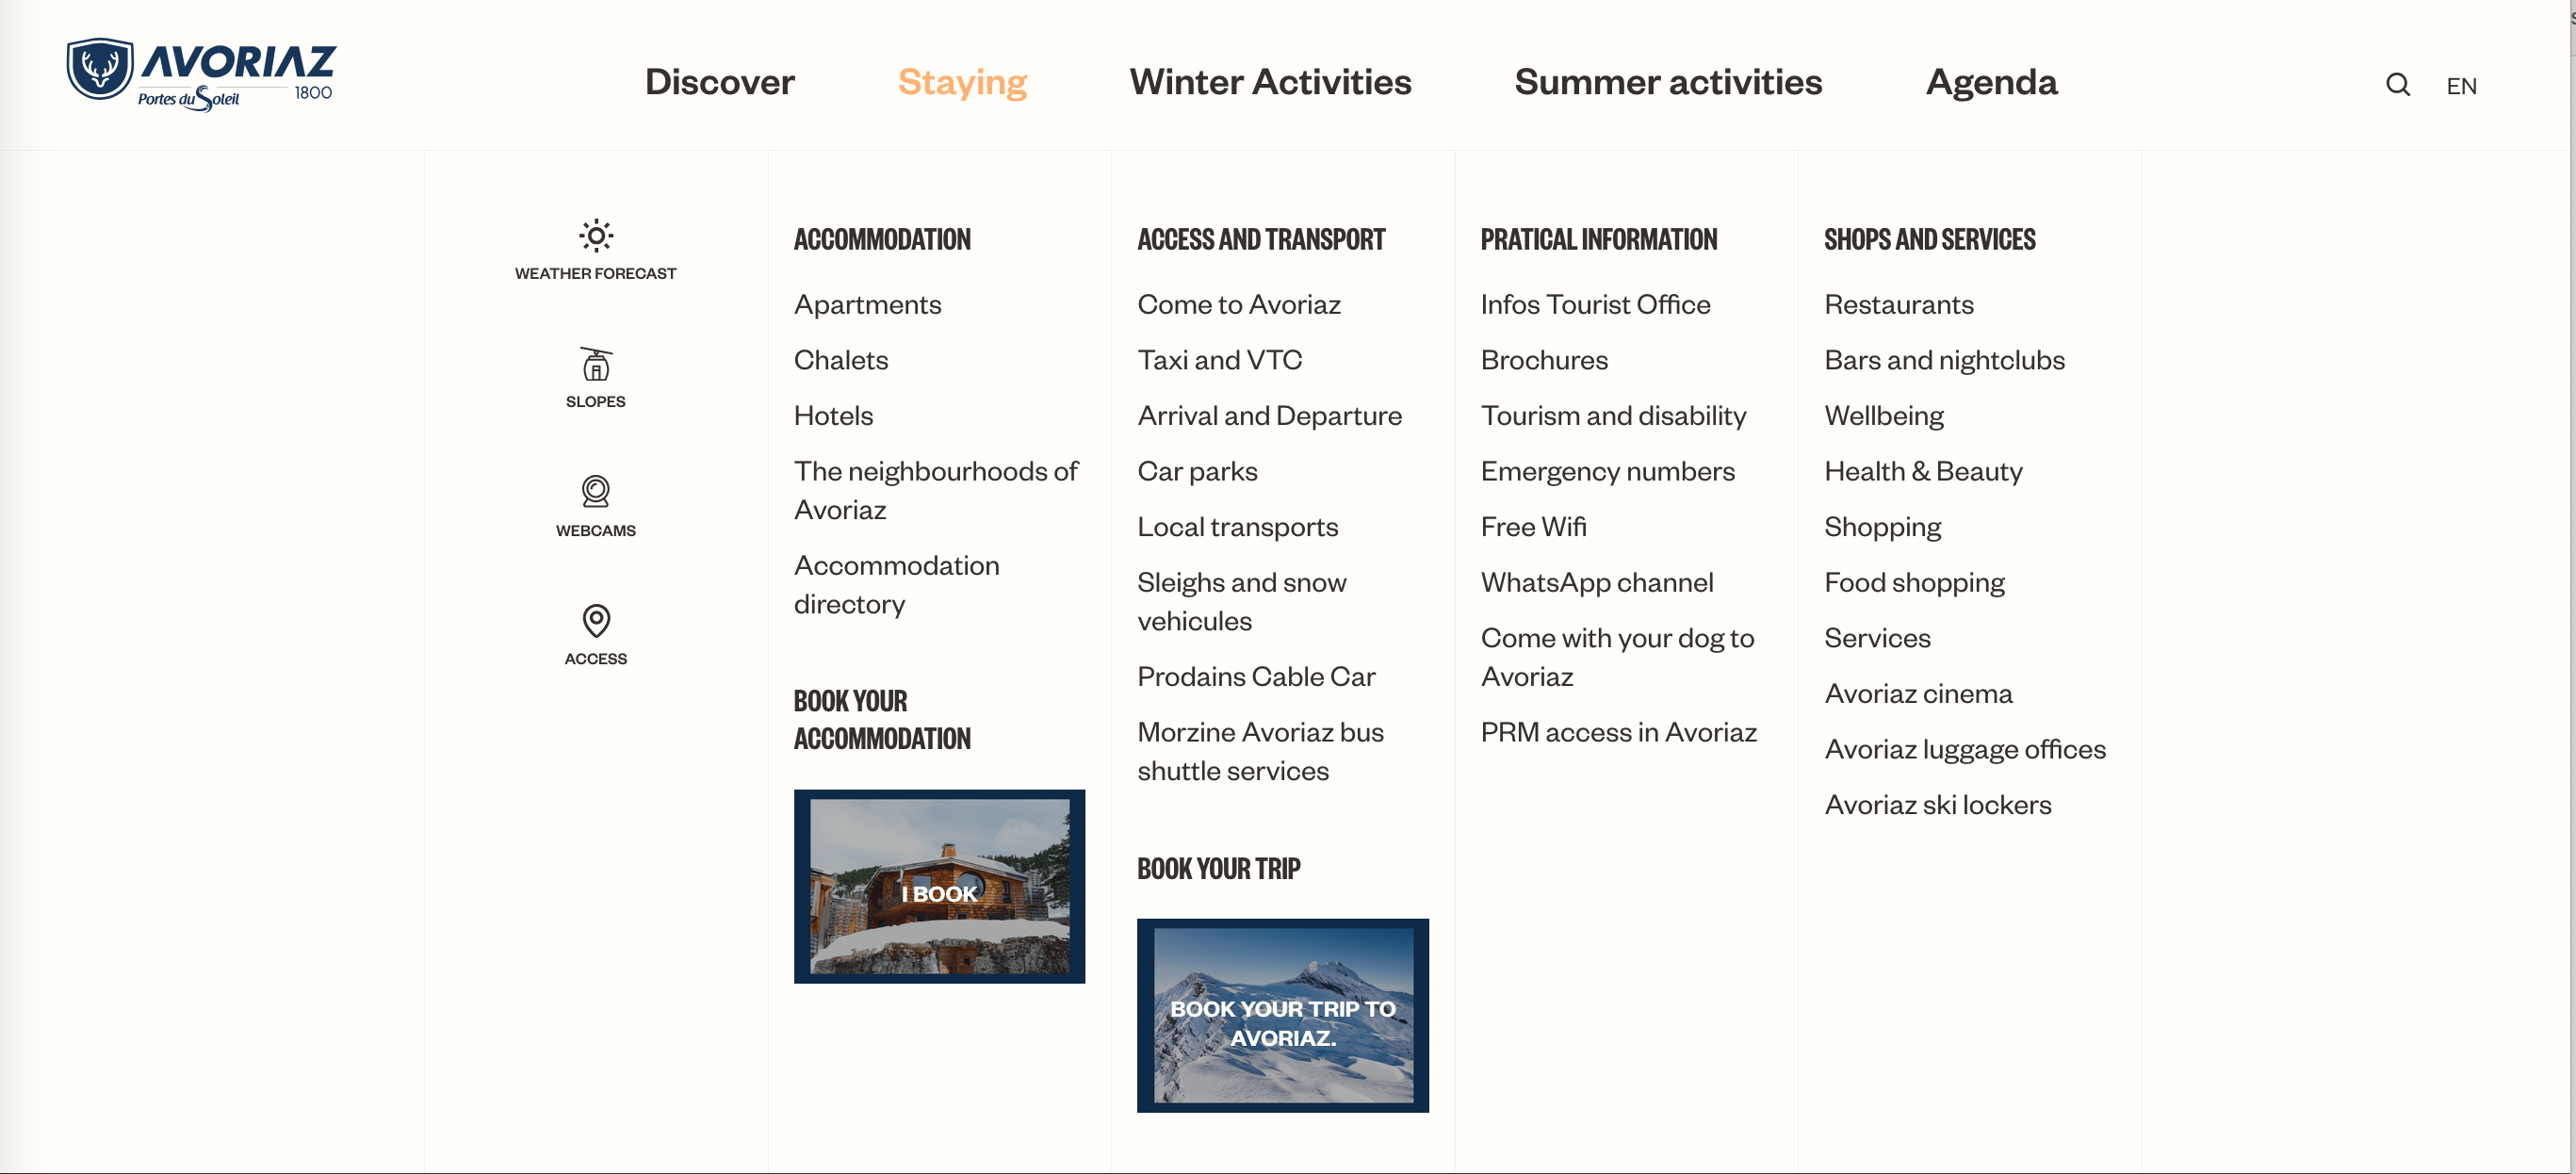 AVORIAZ
Portes du Soleil 1800
Discover
Staying
Winter Activities
Summer activities
Agenda
EN
WEATHER FORECAST
SLOPES
WEBCAMS
ACCESS
ACCOMMODATION
Apartments
Chalets
Hotels
The neighbourhoods of
Avoriaz
Accommodation
directory
BOOK YOUR
ACCOMMODATION
I BOOK
ACCESS AND TRANSPORT
Come to Avoriaz
Taxi and VTC
Arrival and Departure
Car parks
Local transports
Sleighs and snow
vehicules
Prodains Cable Car
Morzine Avoriaz bus
shuttle services
BOOK YOUR TRIP
BOOK YOUR TRIP TO
AVORIAZ.
PRATICAL INFORMATION
Infos Tourist Office
Brochures
Tourism and disability
Emergency numbers
Free Wifi
WhatsApp channel
Come with your dog to
Avoriaz
PRM access in Avoriaz
SHOPS AND SERVICES
Restaurants
Bars and nightclubs
Wellbeing
Health & Beauty
Shopping
Food shopping
Services
Avoriaz cinema
Avoriaz luggage offices
Avoriaz ski lockers